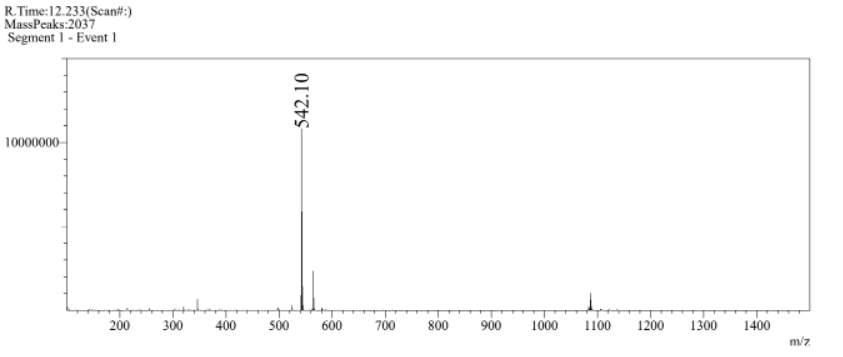 R.Time:12.233(Scan#:)
MassPeaks:2037
Segment 1 - Event 1
542.10
10000000
200 300 400 500 600 700 800 900 1000 1100 1200 1300 1400
m/z